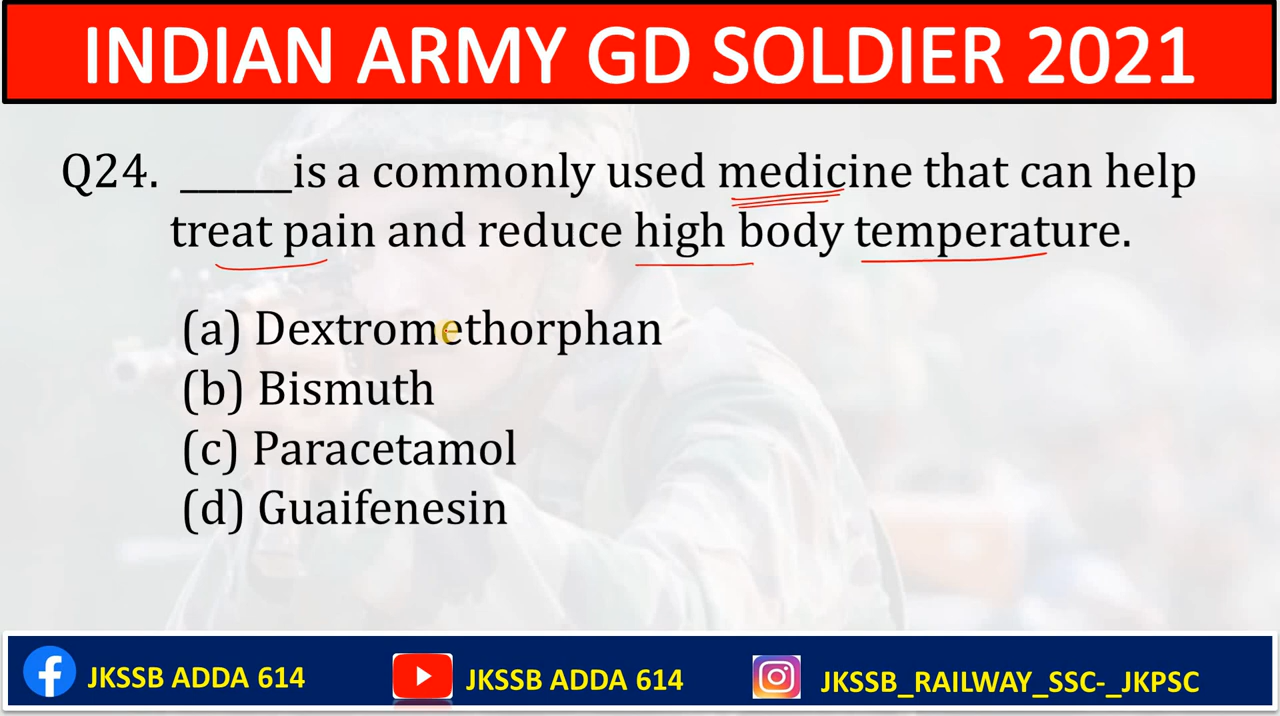 INDIAN ARMY GD SOLDIER 2021
Q24. ______is a commonly used medicine that can help
treat pain and reduce high body temperature.
(a) Dextromethorphan
(b) Bismuth
(c) Paracetamol
(d) Guaifenesin
JKSSB ADDA 614 JKSSB ADDA 614 JKSSB_RAILWAY_SSC-_JKPSC